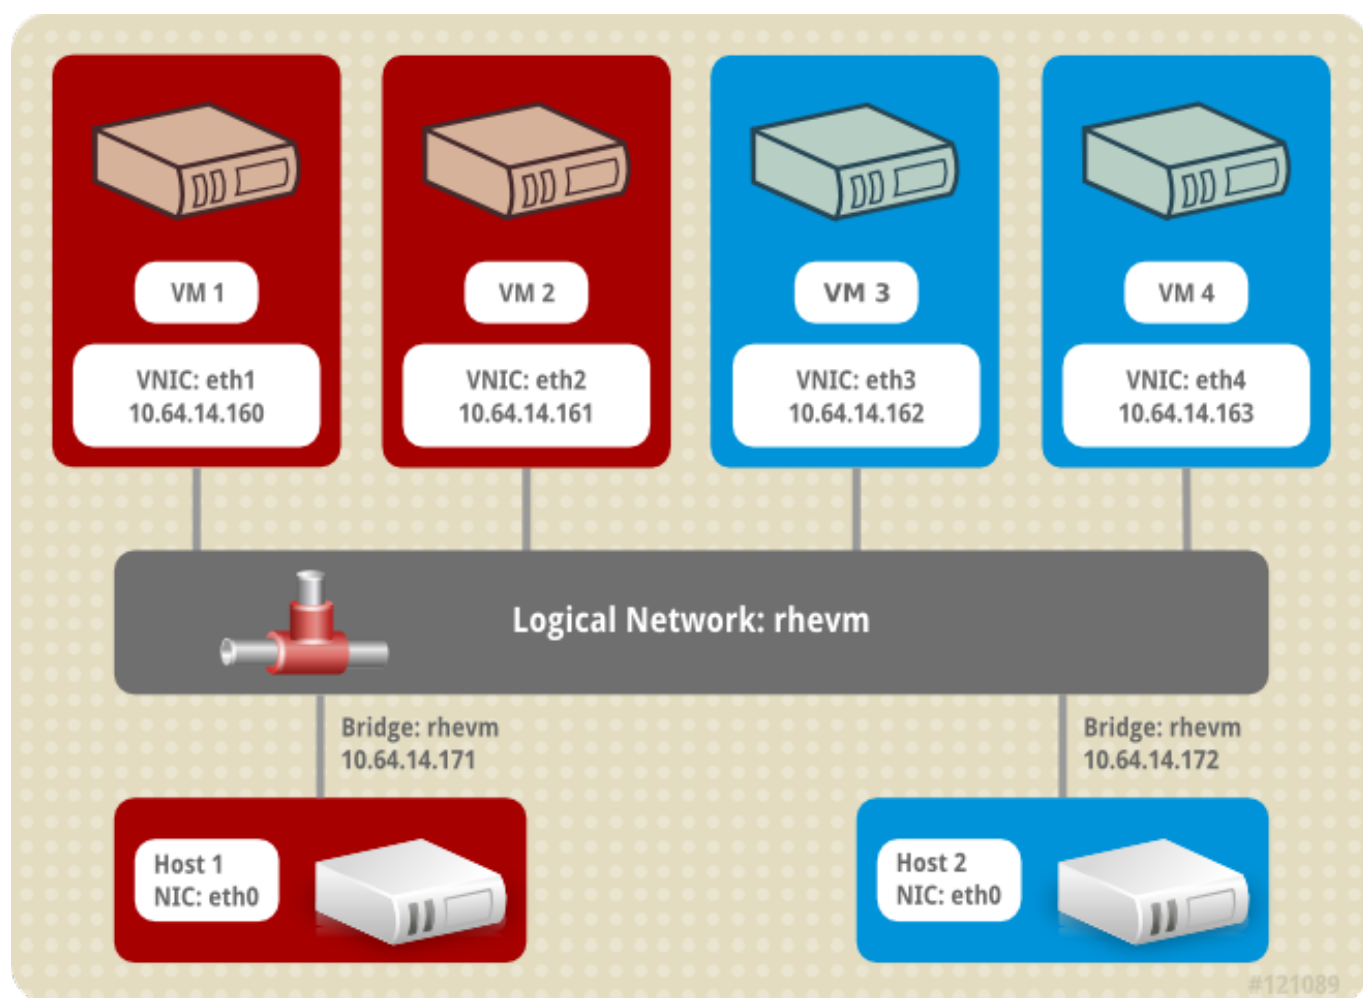 VM 1
VNIC: eth1
10.64.14.160
VM 2
VNIC: eth2
10.64.14.161
VM 3
VNIC: eth3
10.64.14.162
VM 4
VNIC: eth4
10.64.14.163
Logical Network: rhevm
Bridge: rhevm
10.64.14.171
Bridge: rhevm
10.64.14.172
Host 1
NIC: eth0
Host 2
NIC: eth0
#121089